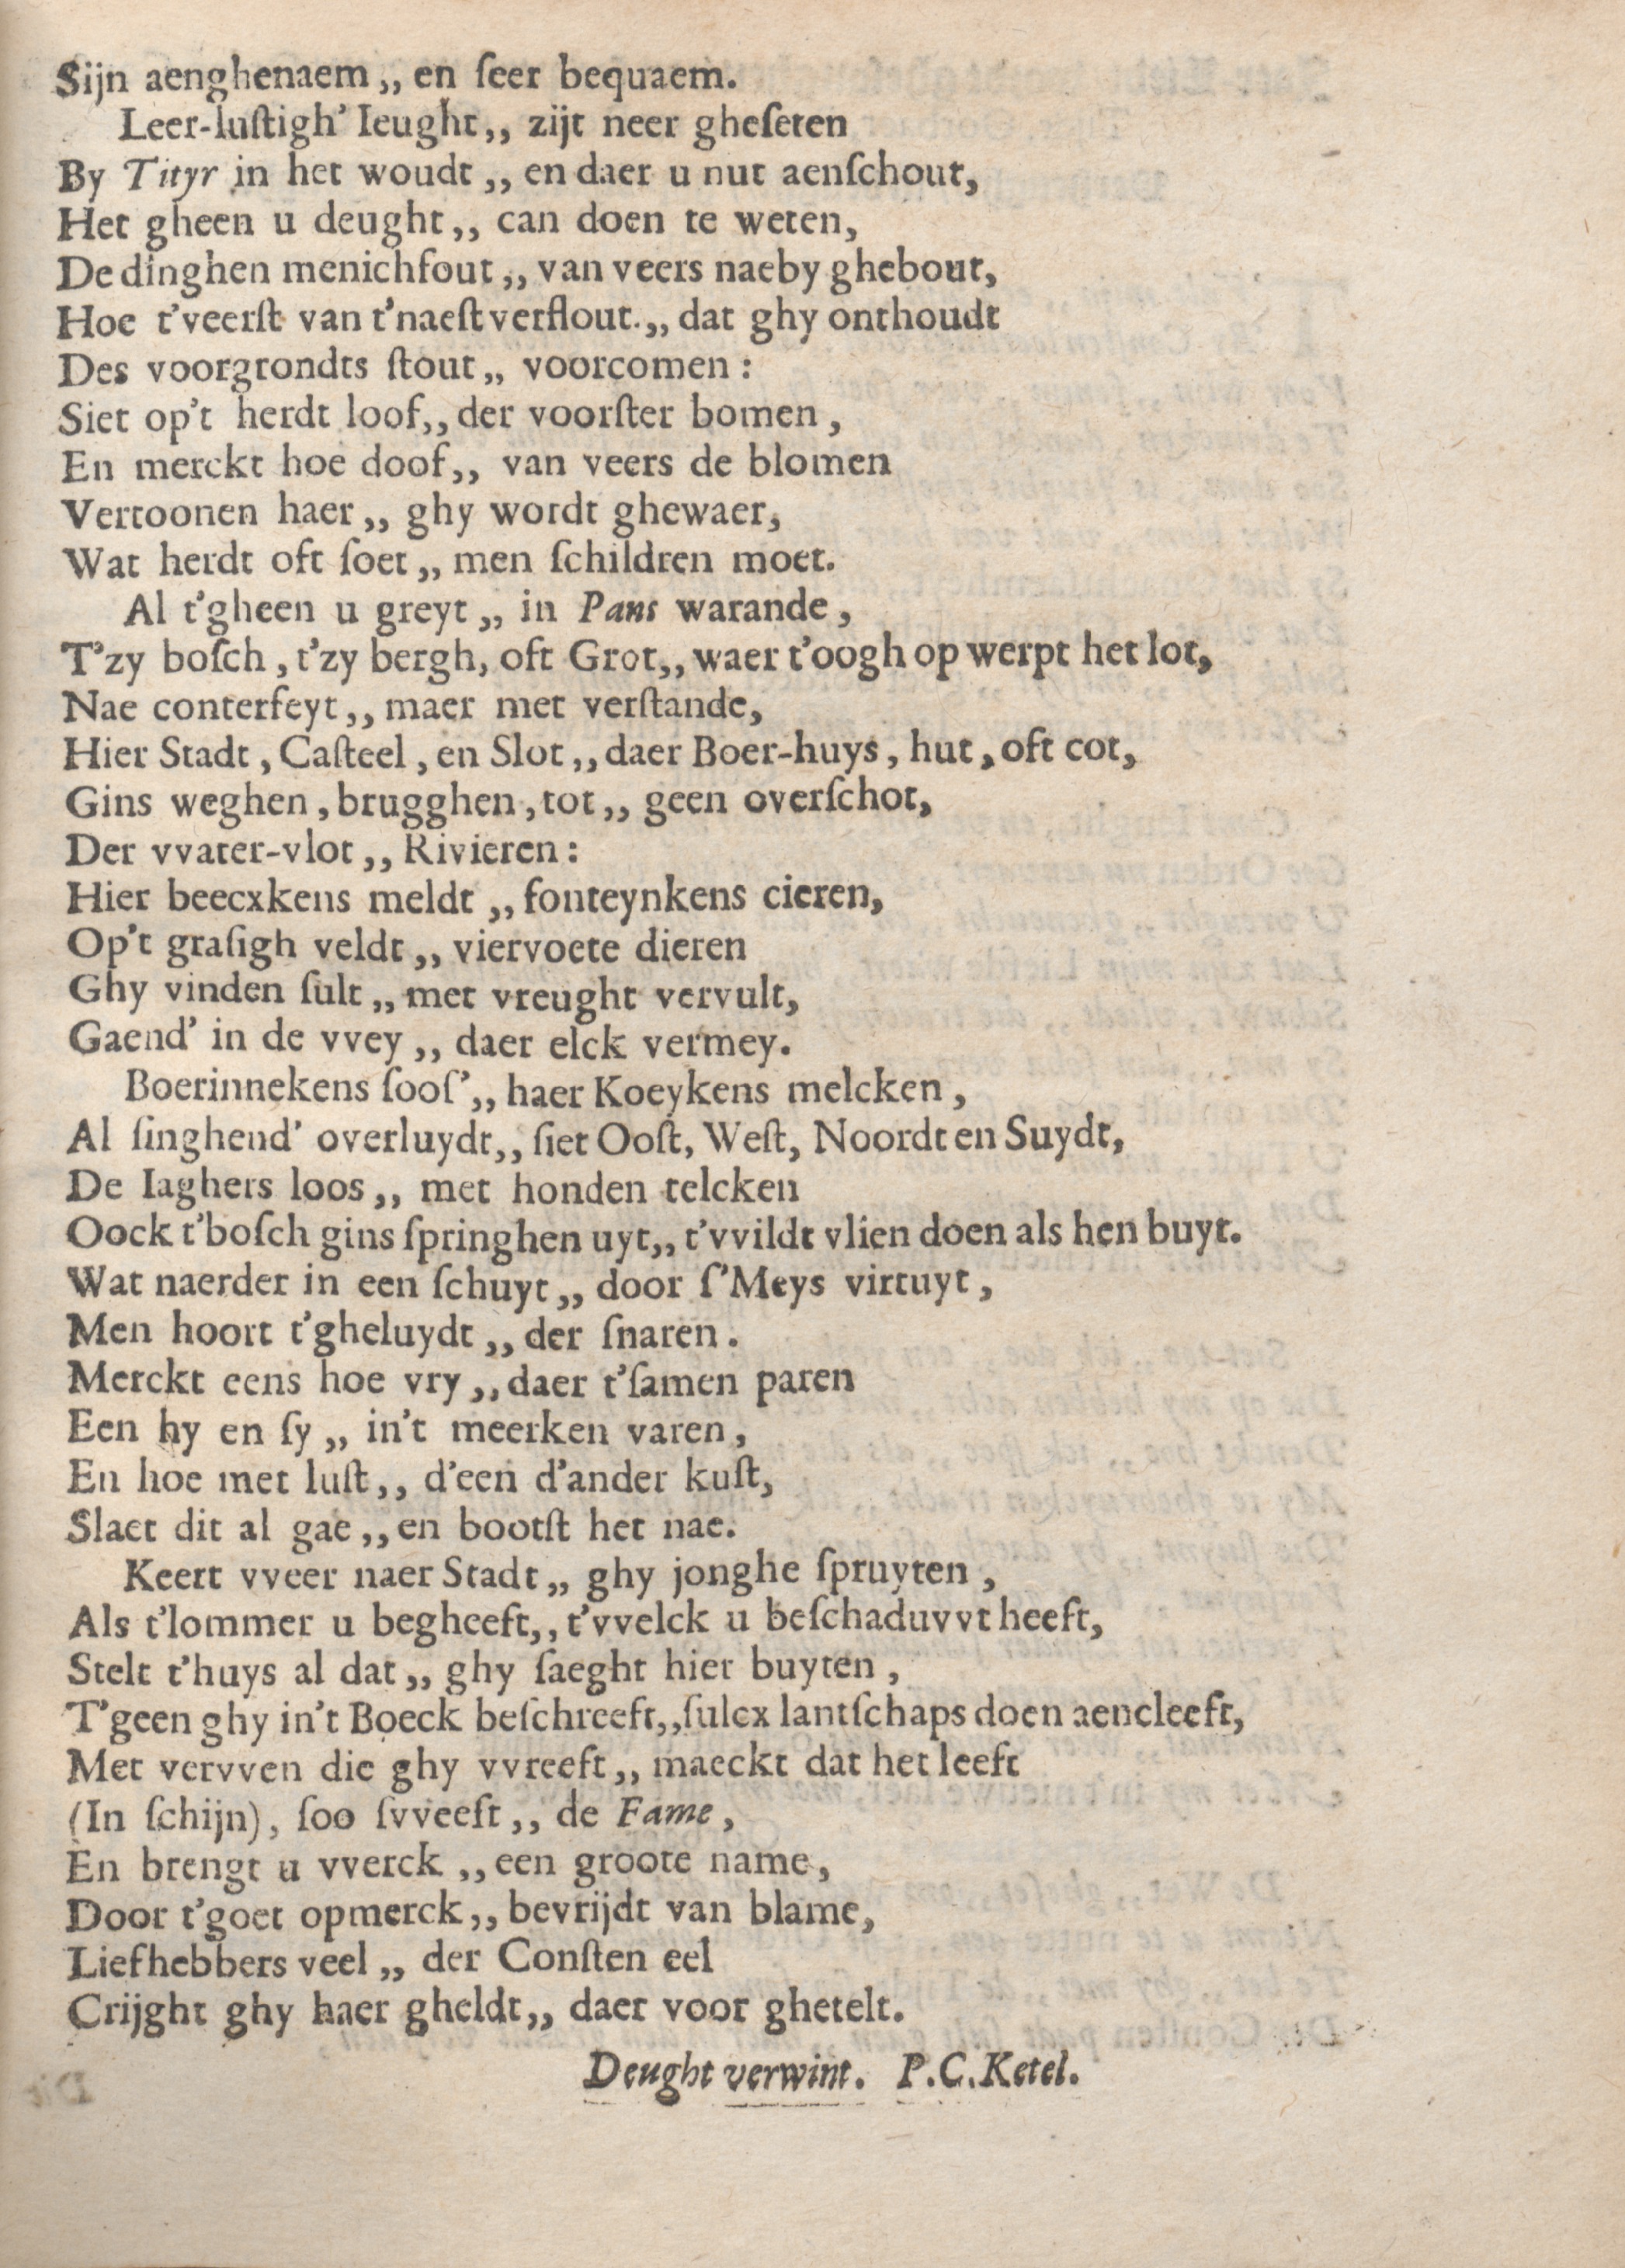 Sijn aenghenaem,, en ſeer bequaem.
Leer-luſtigh' Ieught,, zijt neer gheſeten
By Tityr in het woudt,, en daer u nut aenſchout,
Het gheen u deught,, can doen te weten,
De dinghen menichfout,, van veers naeby ghebout,
Hoe t'veerſt van t'naeſt verflout.,, dat ghy onthoudt
Des voorgrondts ſtout,, voorcomen:
Siet op't herdt loof,, der voorſter bomen,
En merckt hoe doof,, van veers de blomen
Vertoonen haer,, ghy wordt ghewaer,
Wat herdt oft ſoet,, men ſchildren moet.
Al t'gheen u greyt,, in Pans warande,
T'zy boſch, t'zy bergh, oft Grot,, waer t'oogh op werpt het lot,
Nae conterfeyt,, maer met verſtande,
Hier Stadt, Caſteel, en Slot,, daer Boer-huys, hut, oft cot,
Gins weghen, brugghen, tot,, geen overſchot,
Der vvater-vlot,, Rivieren:
Hier beecxkens meldt,, fonteynkens cieren,
Op't graſigh veldt,, viervoete dieren
Ghy vinden ſult,, met vreught vervult,
Gaend' in de vvey,, daer elck vermey.
Boerinnekens ſooſ',, haer Koeykens melcken,
Al ſinghend' overluydt,, ſiet Ooſt, Weſt, Noordt en Suydt,
De Iaghers loos,, met honden telcken
Oock t'boſch gins ſpringhen uyt,, t'vvildt vlien doen als hen buyt.
Wat naerder in een ſchuyt,, door ſ'Meys virtuyt,
Men hoort t'gheluydt,, der ſnaren.
Merckt eens hoe vry,, daer t'ſamen paren
Een hy en ſy,, in't meerken varen,
En hoe met luſt,, d'een d'ander kuſt,
Slaet dit al gae,, en bootſt het nae.
Keert vveer naer Stadt,, ghy jonghe ſpruyten,
Als t'lommer u begheeft,, t'vvelck u beſchaduvvt heeft,
Stelt t'huys al dat,, ghy ſaeght hier buyten,
T'geen ghy in't Boeck beſchreeft,, ſulcx lantſchaps doen aencleeft,
Met vervven die ghy vvreeft,, maeckt dat het leeft
(In ſchijn), ſoo ſvveeft,, de Fame,
En brengt u vverck,, een groote name,
Door t'goet opmerck,, bevrijdt van blame,
Liefhebbers veel,, der Conſten eel
Crijght ghy haer gheldt,, daer voor ghetelt.
Deught verwint. P.C. Ketel.